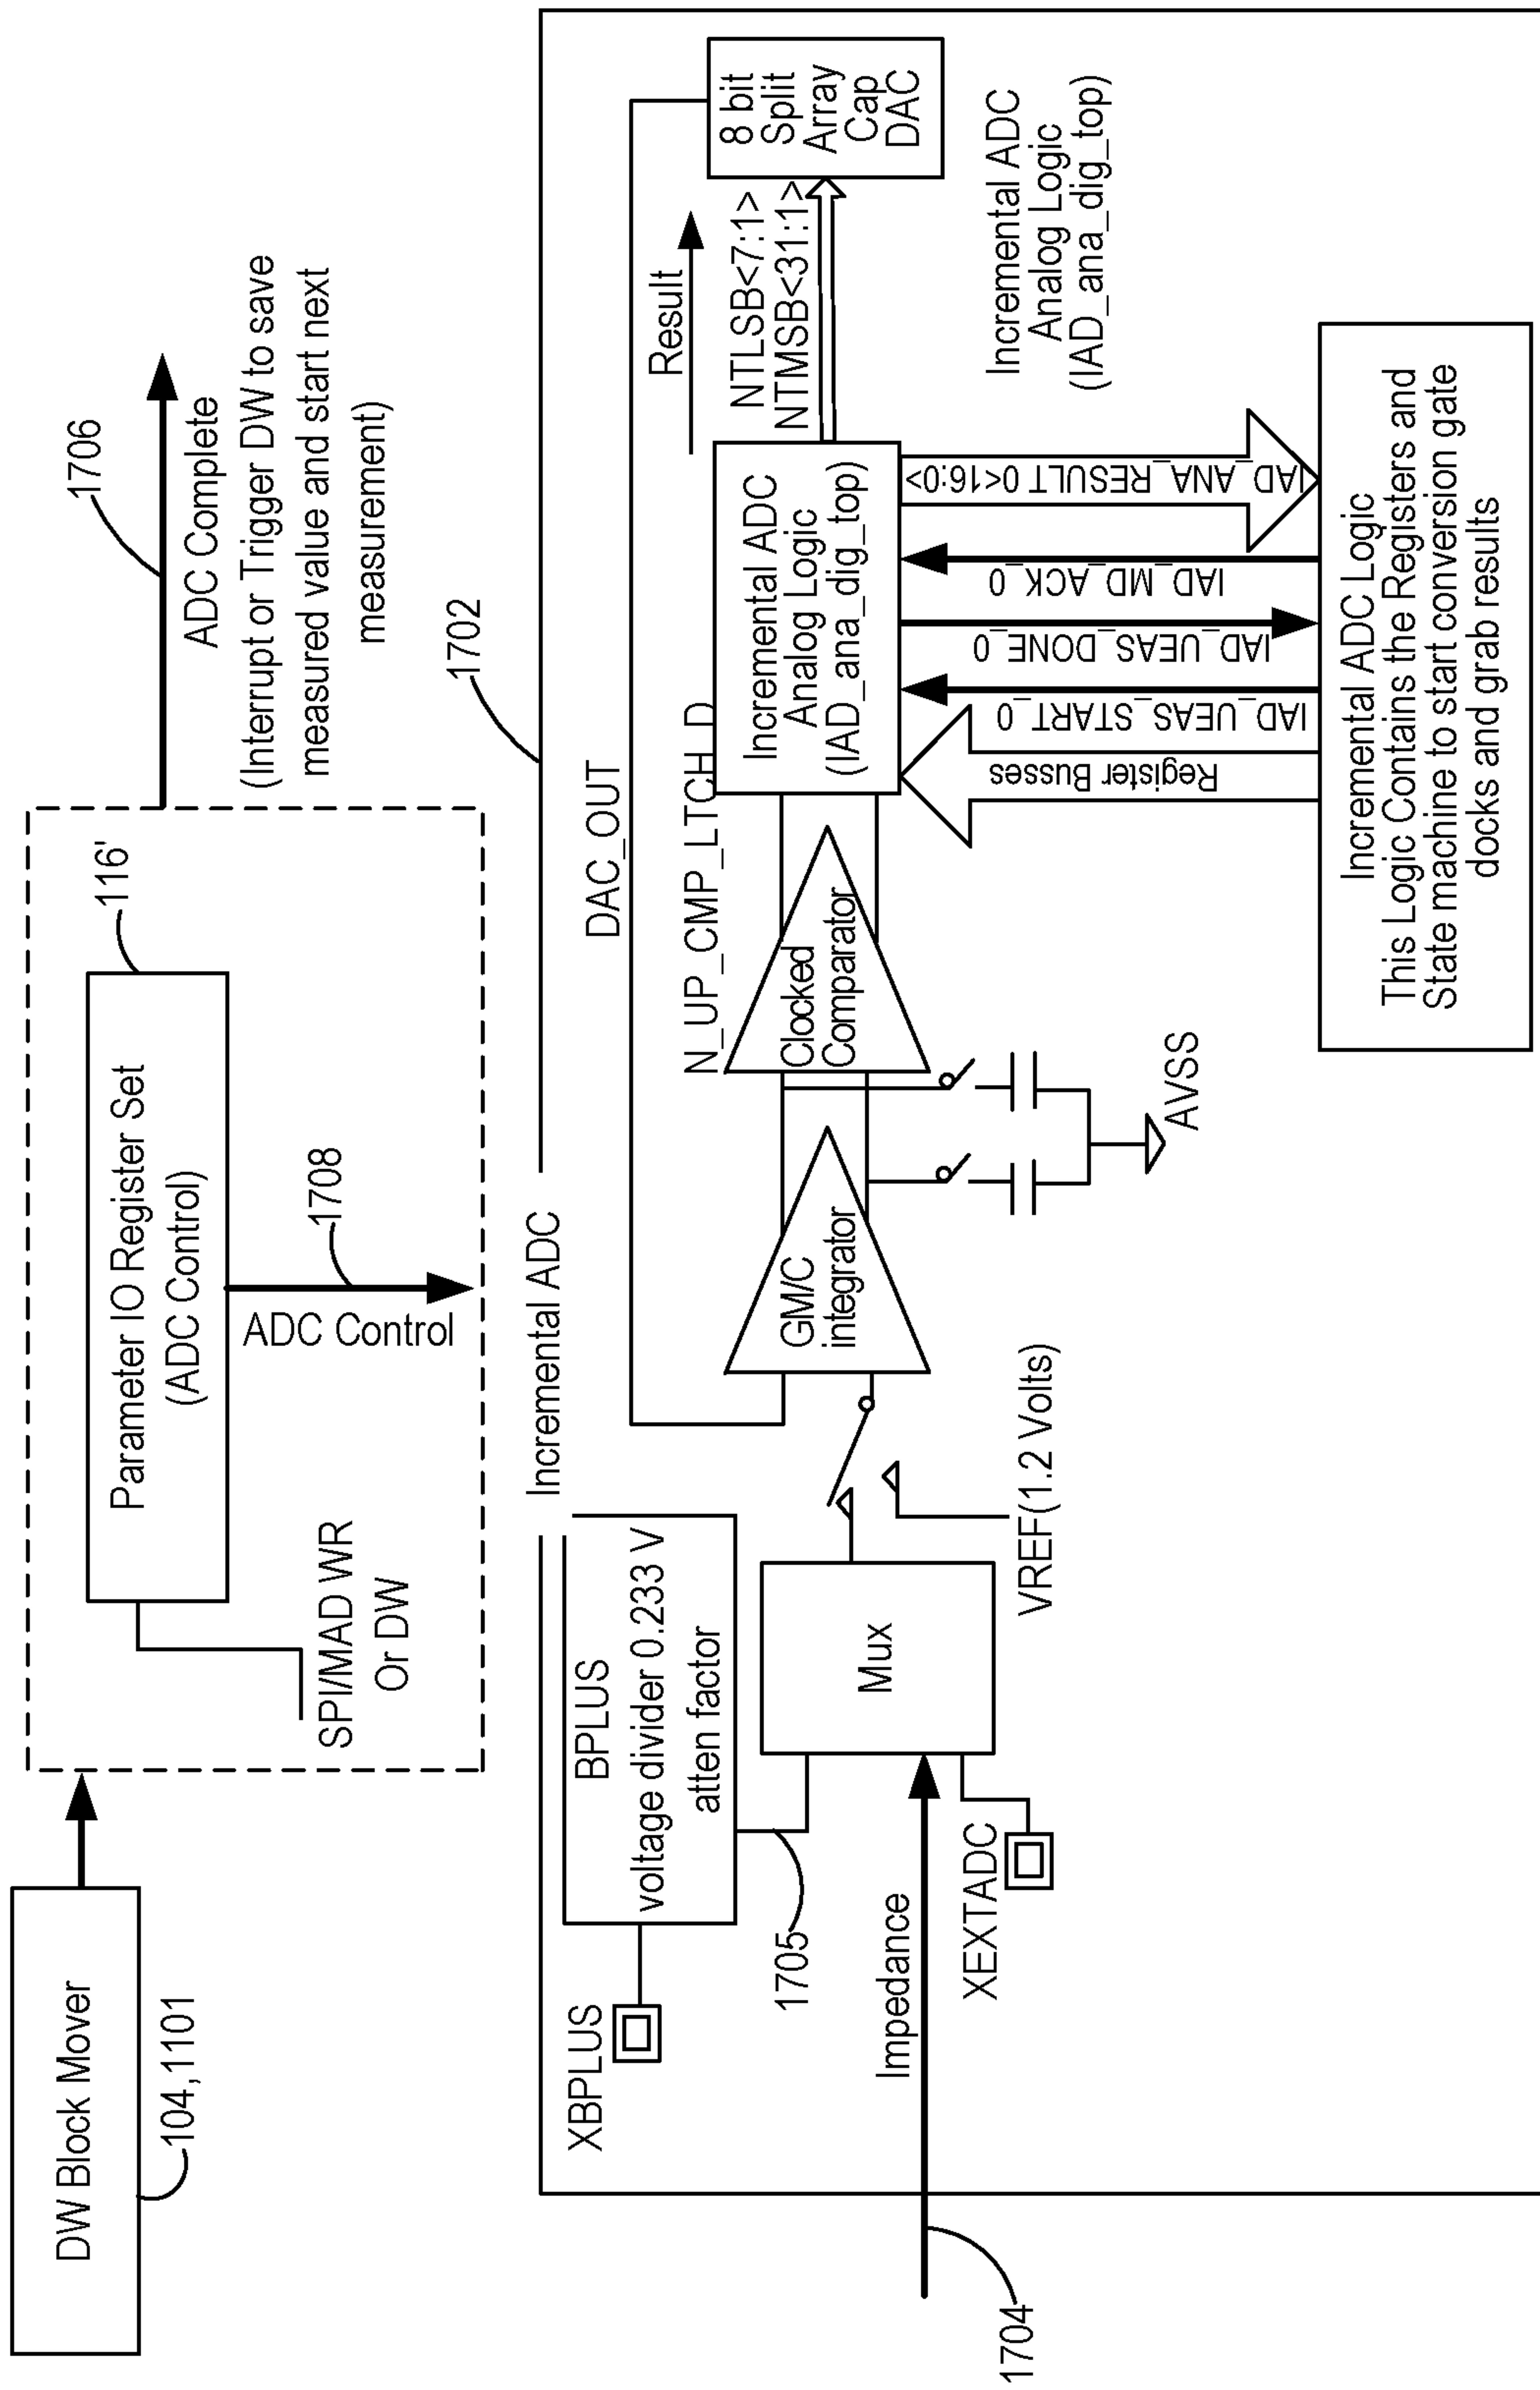 DW Block Mover
104,1101
Parameter IO Register Set
(ADC Control)
116'
SPI/MAD WR
Or DW
ADC Control
1708
1706
ADC Complete
(Interrupt or Trigger DW to save
measured value and start next
measurement)
Incremental ADC
1702
XBPLUS
BPLUS
voltage divider 0.233 V
atten factor
1705
Impedance
1704
XEXTADC
Mux
VREF(1.2 Volts)
GM/C
integrator
AVSS
DAC_OUT
N_UP_CMP_LTCH_D
Clocked
Comparator
Incremental ADC
Analog Logic
(IAD_ana_dig_top)
Result
NTLSB<7:1>
NTMSB<31:1>
8 bit
Split
Array
Cap
DAC
Incremental ADC
Analog Logic
(IAD_ana_dig_top)
Register Busses
IAD_UEAS_START_0
IAD_UEAS_DONE_0
IAD_MD_ACK_0
IAD_ANA_RESULT 0<16:0>
Incremental ADC Logic
This Logic Contains the Registers and
State machine to start conversion gate
docks and grab results